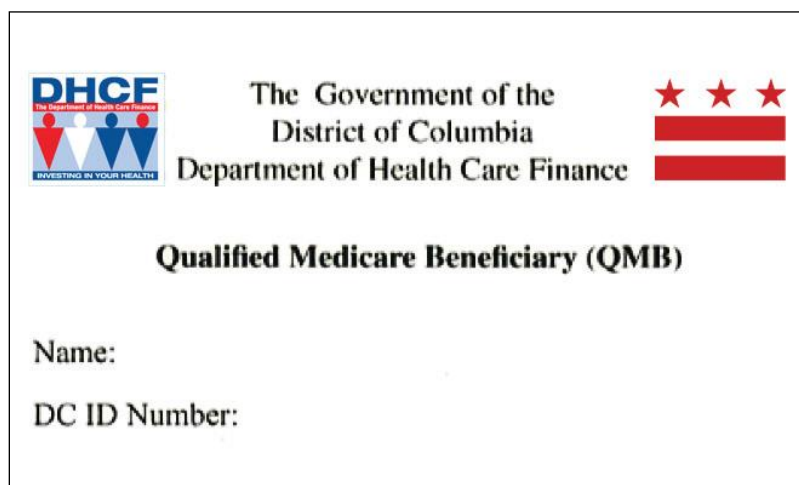 DHCF
The Department of Health Care Finance
INVESTING IN YOUR HEALTH
The Government of the
District of Columbia
Department of Health Care Finance
Qualified Medicare Beneficiary (QMB)
Name:
DC ID Number: